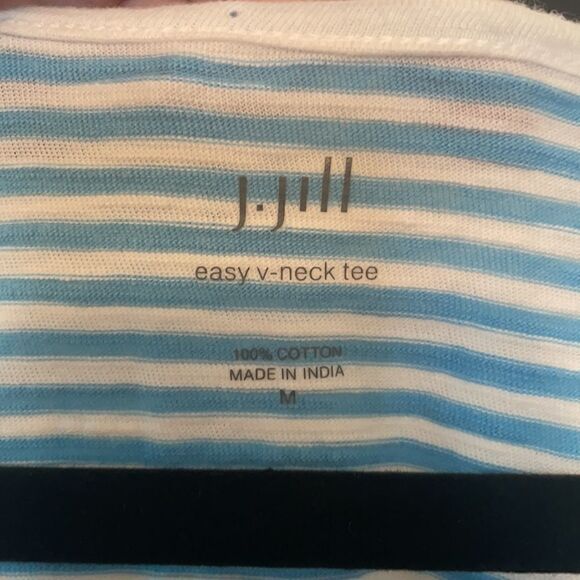 j.jill
easy v-neck tee
100% COTTON
MADE IN INDIA
M